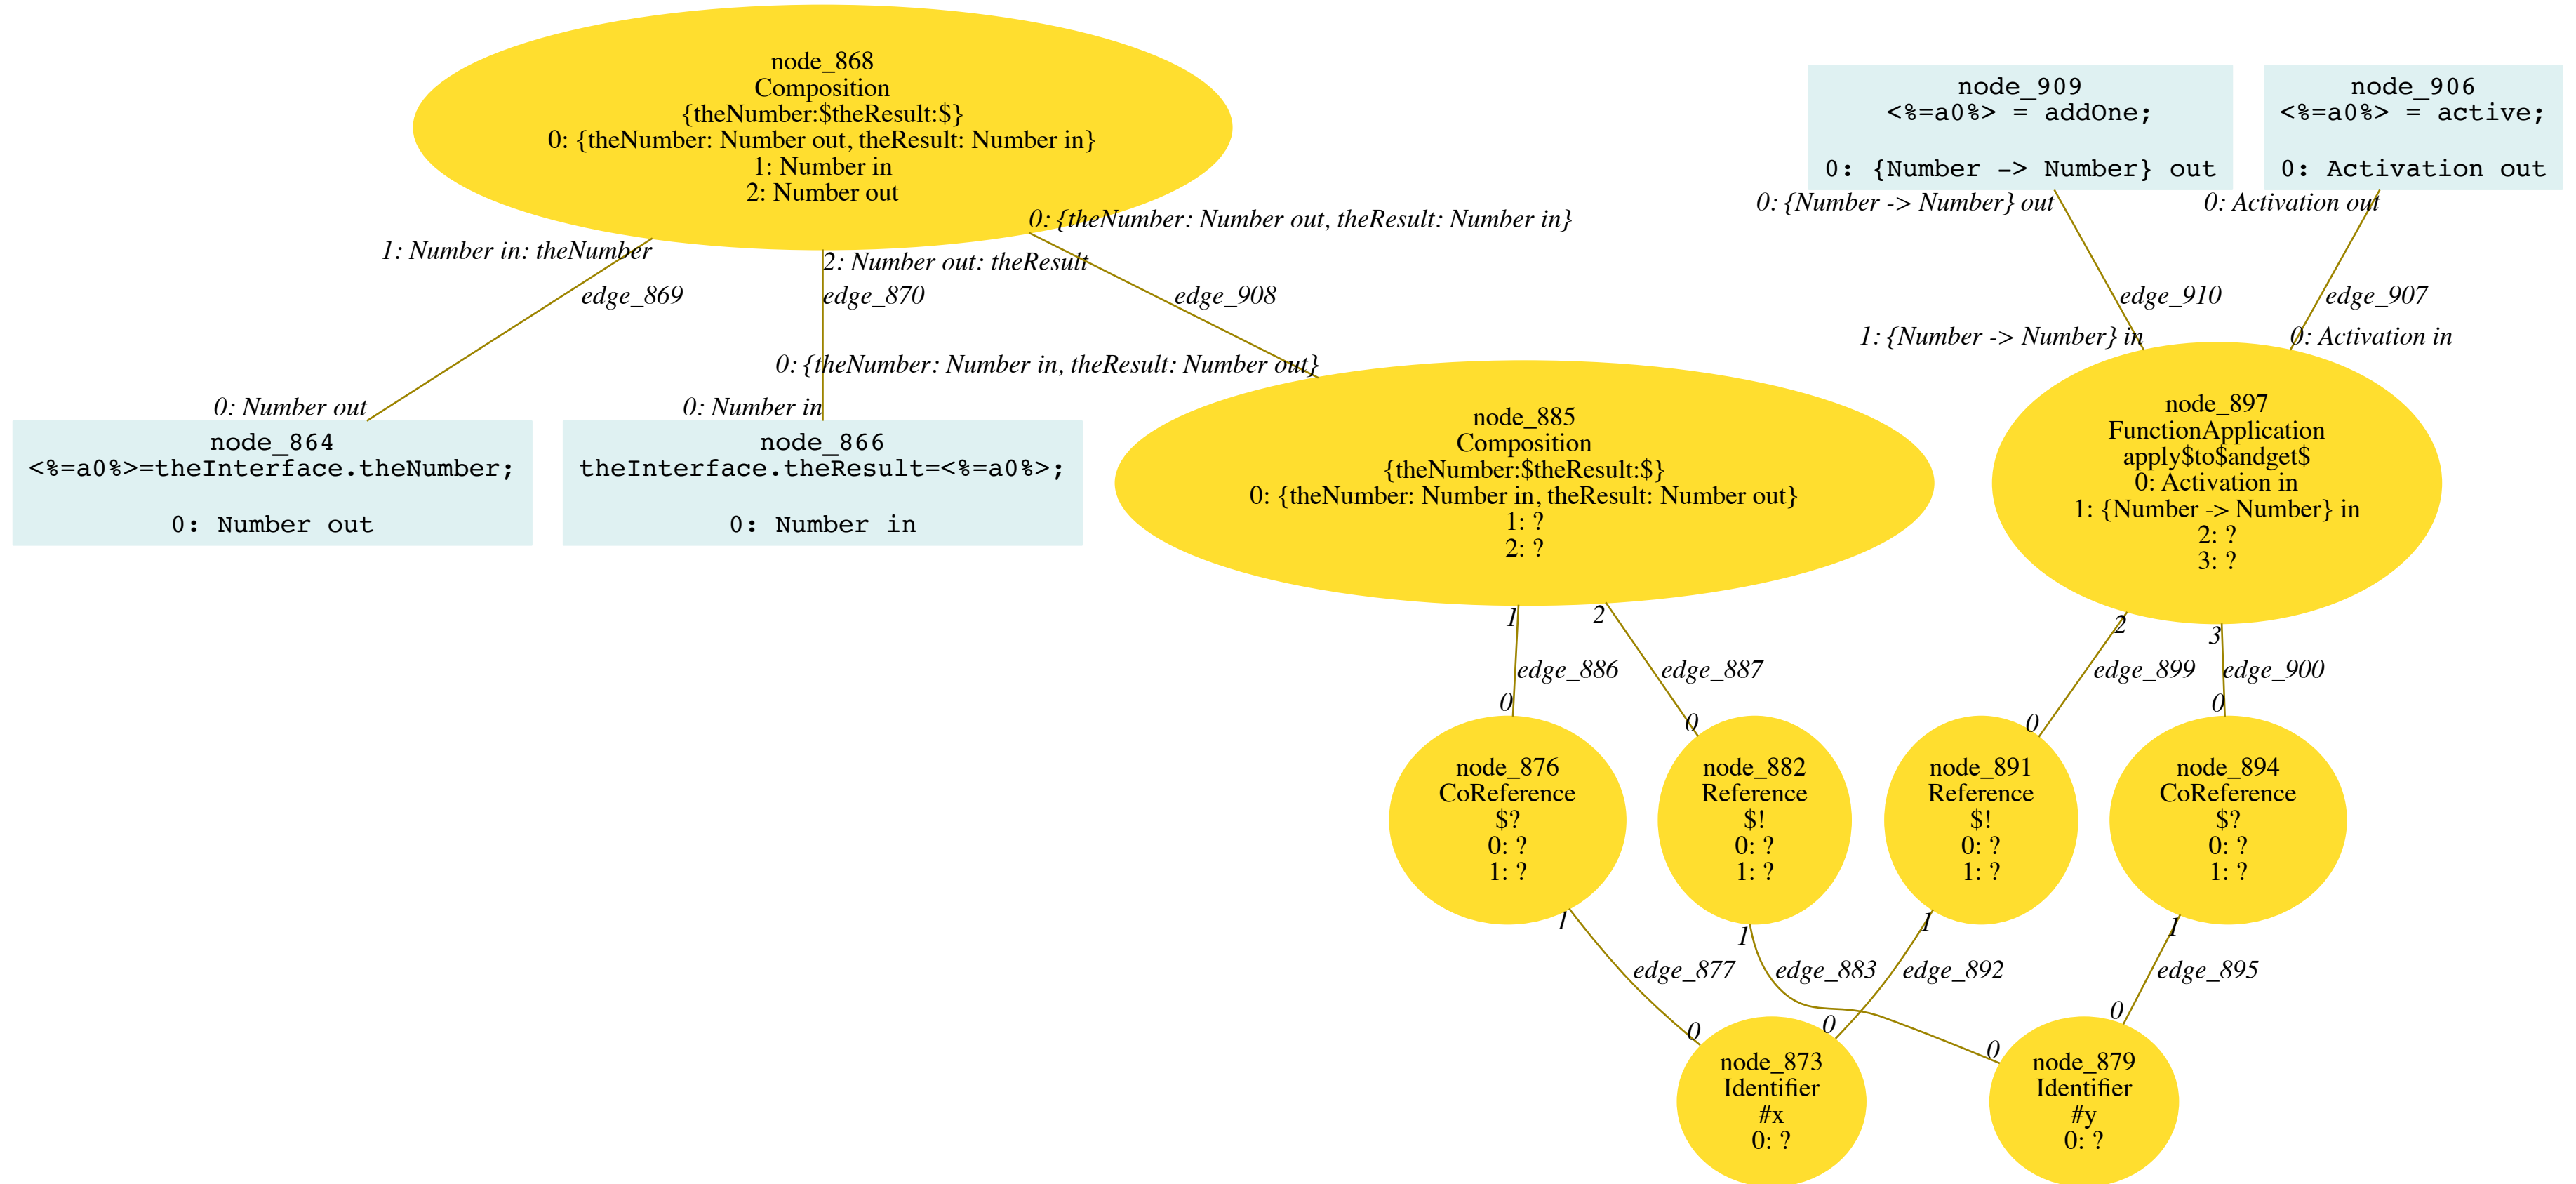 node_868
Composition
{theNumber:$theResult:$}
0: {theNumber: Number out, theResult: Number in}
1: Number in
2: Number out
node_909
<%=a0%> = addOne;
0: {Number -> Number} out
node_906
<%=a0%> = active;
0: Activation out
1: Number in: theNumber
2: Number out: theResult
0: {theNumber: Number out, theResult: Number in}
0: {Number -> Number} out
0: Activation out
edge_869
edge_870
edge_908
edge_910
edge_907
0: Number out
0: Number in
0: {theNumber: Number in, theResult: Number out}
1: {Number -> Number} in
0: Activation in
node_864
<%=a0%>=theInterface.theNumber;
0: Number out
node_866
theInterface.theResult=<%=a0%>;
0: Number in
node_885
Composition
{theNumber:$theResult:$}
0: {theNumber: Number in, theResult: Number out}
1: ?
2: ?
node_897
FunctionApplication
apply$to$andget$
0: Activation in
1: {Number -> Number} in
2: ?
3: ?
1
2
2
3
edge_886
edge_887
edge_899
edge_900
0
0
0
0
node_876
CoReference
$?
0: ?
1: ?
node_882
Reference
$!
0: ?
1: ?
node_891
Reference
$!
0: ?
1: ?
node_894
CoReference
$?
0: ?
1: ?
1
1
1
1
edge_877
edge_883
edge_892
edge_895
0
0
0
0
node_873
Identifier
#x
0: ?
node_879
Identifier
#y
0: ?